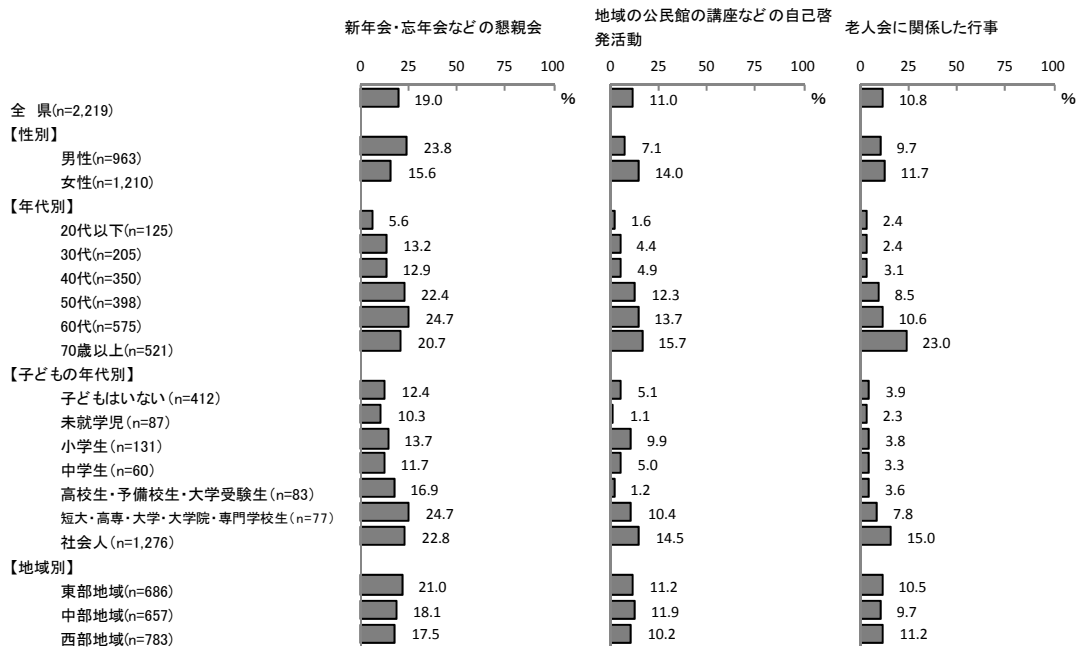 新年会・忘年会などの懇親会
地域の公民館の講座などの自己啓
発活動
老人会に関係した行事
0 25 50 75 100 0 25 50 75 100 0 25 50 75 100
% % %
全 県(n=2,219) 19.0 11.0 10.8
【性別】
男性(n=963) 23.8 7.1 9.7
女性(n=1,210) 15.6 14.0 11.7
【年代別】
20代以下(n=125) 5.6 1.6 2.4
30代(n=205) 13.2 4.4 2.4
40代(n=350) 12.9 4.9 3.1
50代(n=398) 22.4 12.3 8.5
60代(n=575) 24.7 13.7 10.6
70歳以上(n=521) 20.7 15.7 23.0
【子どもの年代別】
子どもはいない(n=412) 12.4 5.1 3.9
未就学児(n=87) 10.3 1.1 2.3
小学生(n=131) 13.7 9.9 3.8
中学生(n=60) 11.7 5.0 3.3
高校生・予備校生・大学受験生(n=83) 16.9 1.2 3.6
短大・高専・大学・大学院・専門学校生(n=77) 24.7 10.4 7.8
社会人(n=1,276) 22.8 14.5 15.0
【地域別】
東部地域(n=686) 21.0 11.2 10.5
中部地域(n=657) 18.1 11.9 9.7
西部地域(n=783) 17.5 10.2 11.2